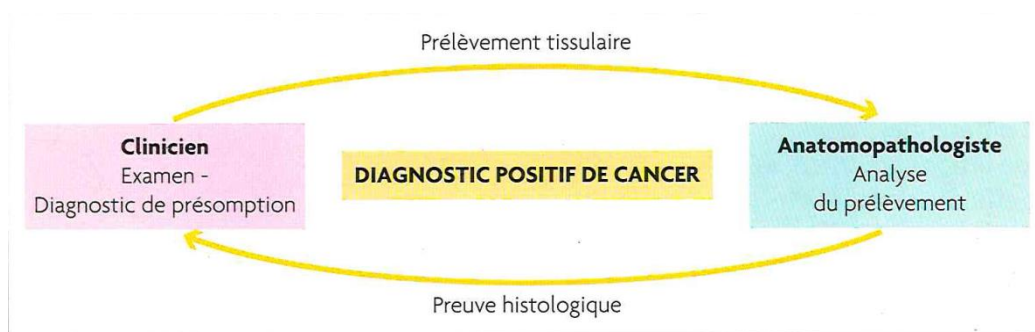 Prélèvement tissulaire
Clinicien
Examen -
Diagnostic de présomption
DIAGNOSTIC POSITIF DE CANCER
Anatomopathologiste
Analyse
du prélèvement
Preuve histologique